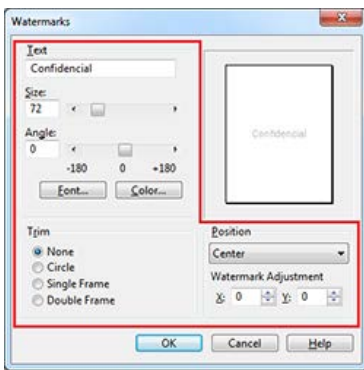 Watermarks
Text
Confidencial
Size:
72
Angle:
0
-180 0 +180
Font... Color...
Confidencial
Trim
None
Circle
Single Frame
Double Frame
Position
Center
Watermark Adjustment
X: 0 Y: 0
OK Cancel Help